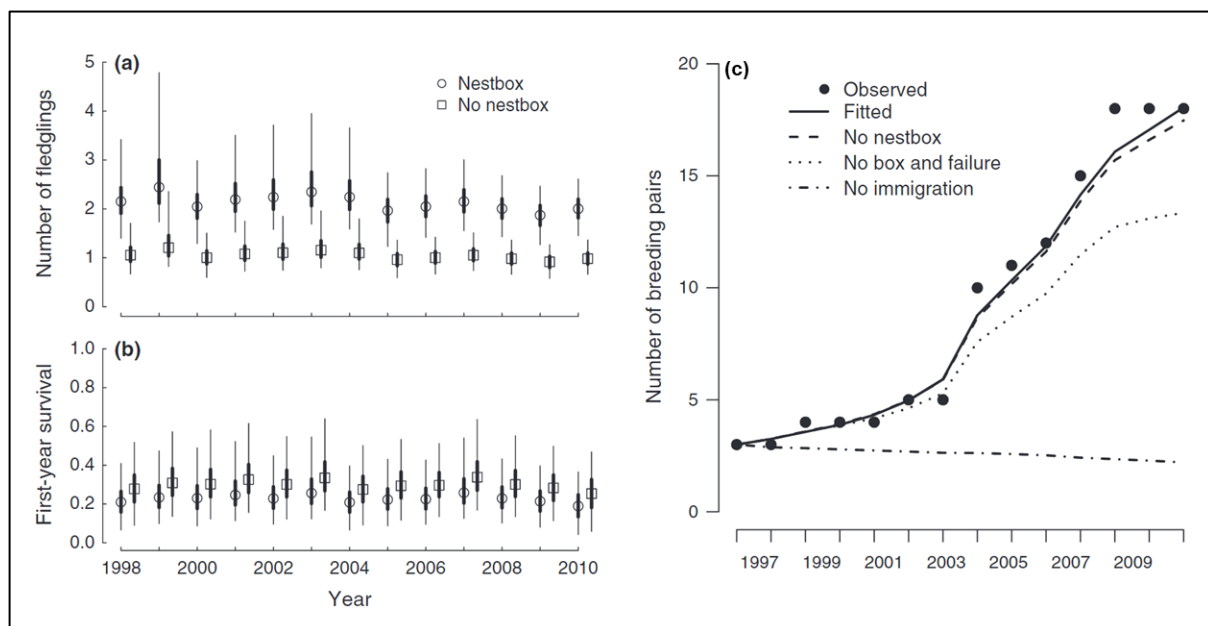 (a)
Number of fledglings
5
4
3
2
1
0
Nestbox
No nestbox
(b)
First-year survival
1.0
0.8
0.6
0.4
0.2
0.0
1998 2000 2002 2004 2006 2008 2010
Year
(c)
Number of breeding pairs
20
15
10
5
0
Observed
Fitted
No nestbox
No box and failure
No immigration
1997 1999 2001 2003 2005 2007 2009